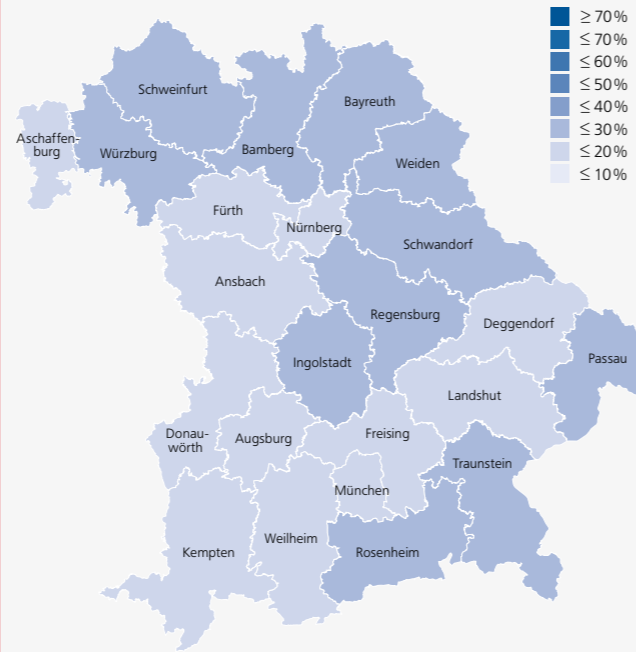 ≥ 70 %
≤ 70 %
≤ 60 %
≤ 50 %
≤ 40 %
≤ 30 %
≤ 20 %
≤ 10 %
Schweinfurt
Bayreuth
Aschaffen-
burg
Würzburg
Bamberg
Weiden
Fürth
Nürnberg
Schwandorf
Ansbach
Regensburg
Deggendorf
Ingolstadt
Passau
Landshut
Donau-
wörth
Augsburg
Freising
Traunstein
München
Kempten
Weilheim
Rosenheim